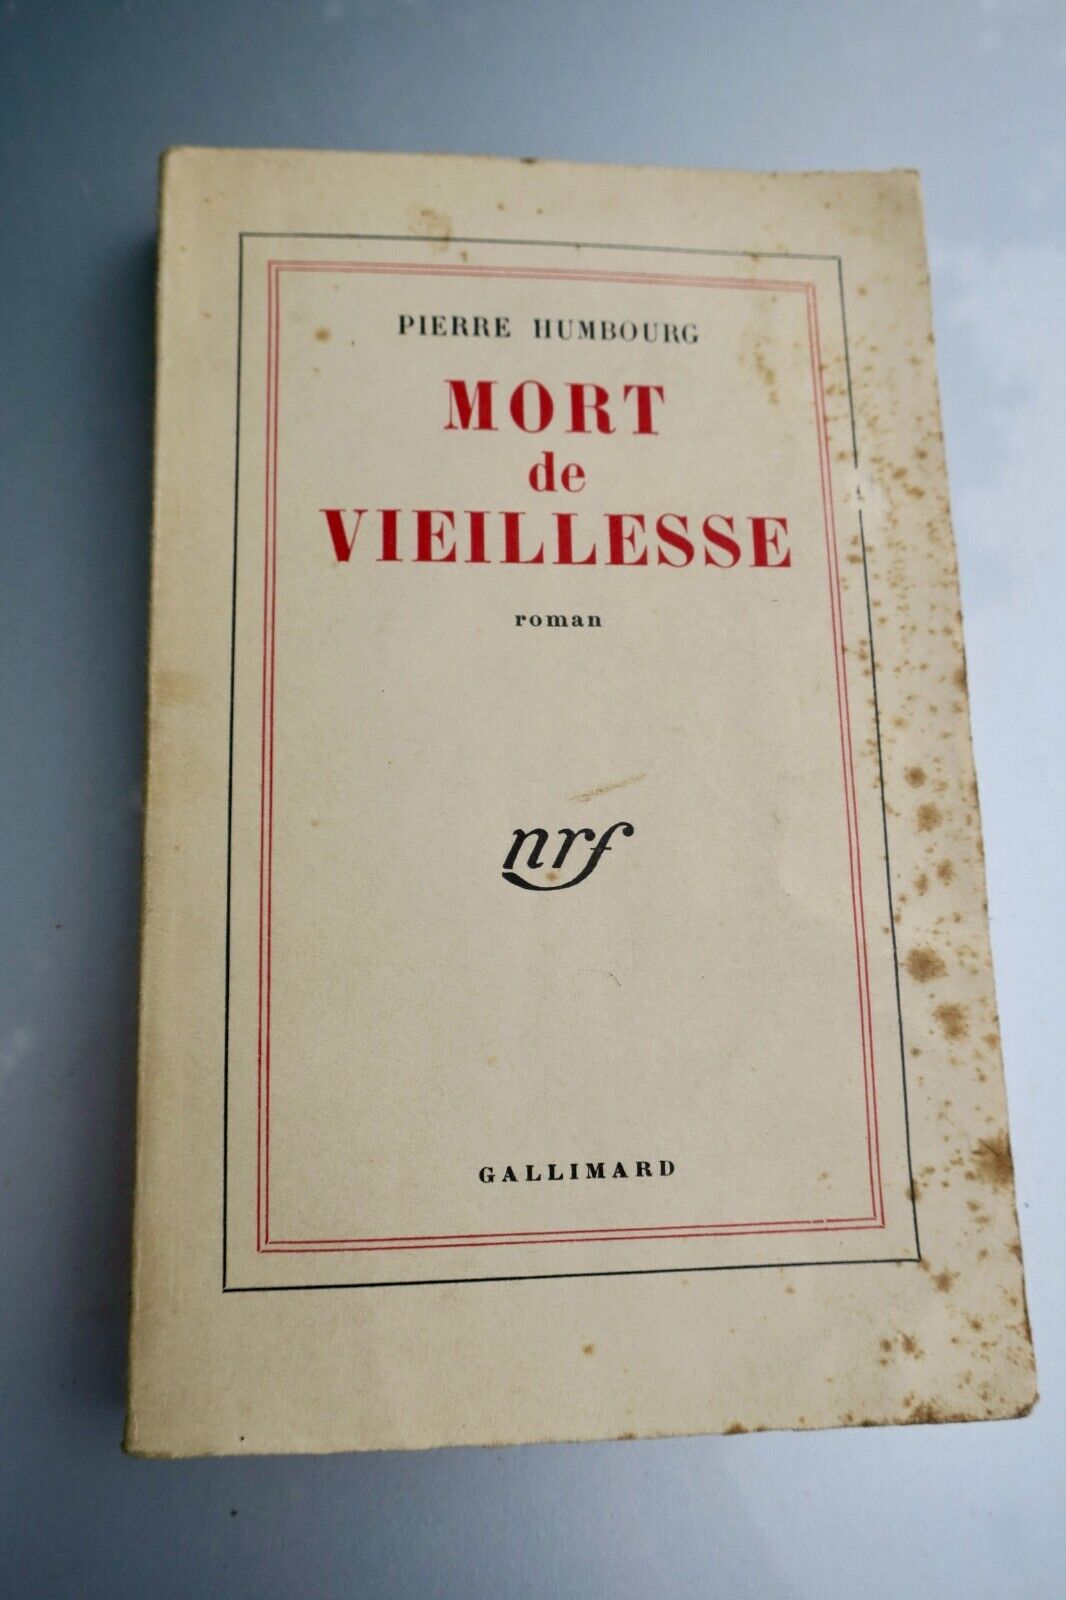 PIERRE HUMBOURG
MORT
de
VIEILLESSE
roman
nrf
GALLIMARD